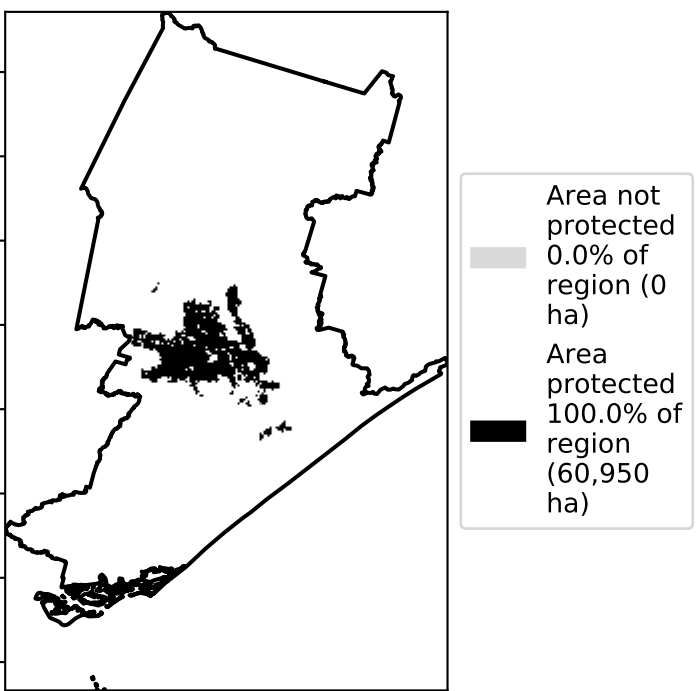 Area not
protected
0.0% of
region (0
ha)
Area
protected
100.0% of
region
(60,950
ha)